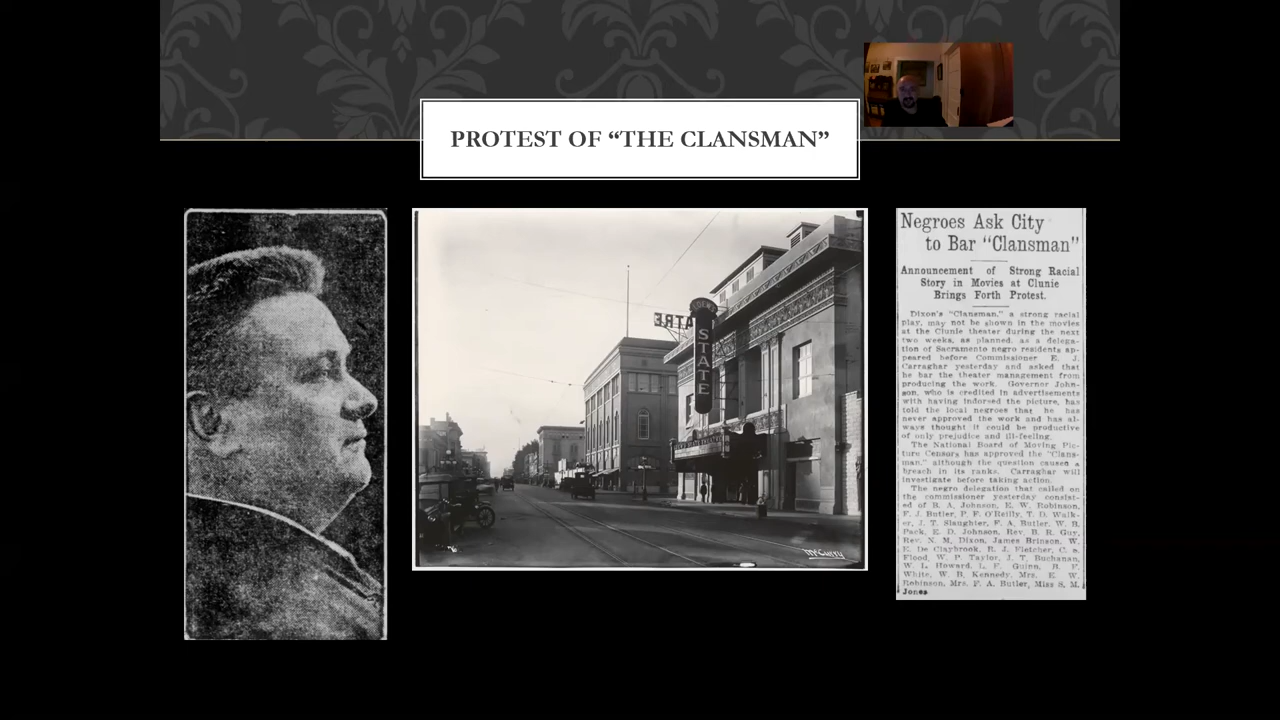 PROTEST OF “THE CLANSMAN”
THEATRE
STATE
McCurry
Negroes Ask City
to Bar “Clansman”
Announcement of Strong Racial
Story in Movies at Clunie
Brings Forth Protest.
Dixon's “Clansman,” a strong racial
play, may not be shown in the movies
at the Clunie theater during the next
two weeks, as planned, as a delega-
tion of Sacramento negro residents ap-
peared before Commissioner E. J.
Carraghar yesterday and asked that
he bar the theater management from
producing the work. Governor John-
son, who is credited in advertisements
with having indorsed the picture, has
told the local negroes that he has
never approved the work and has al-
ways thought it could be productive
of only prejudice and ill-feeling.
The National Board of Moving Pic-
ture Censors has approved the “Clans-
man,” although the question caused a
breach in its ranks. Carraghar will
investigate before taking action.
The negro delegation that called on
the commissioner yesterday consist-
ed of R. A. Johnson, E. W. Robinson,
F. J. Butler, P. F. O'Reilly, T. D. Walk-
er, J. T. Slaughter, F. A. Butler, W. B.
Pack, E. D. Johnson, Rev. B. R. Guy,
Rev. N. M. Dixon, James Brinson, W.
E. De Claybrook, R. J. Fletcher, C. S.
Flood, W. P. Taylor, J. T. Buchanan,
W. L. Howard, L. F. Guinn, B. F.
White, W. B. Kennedy, Mrs. E. W.
Robinson, Mrs. F. A. Butler, Miss S. M.
Jones